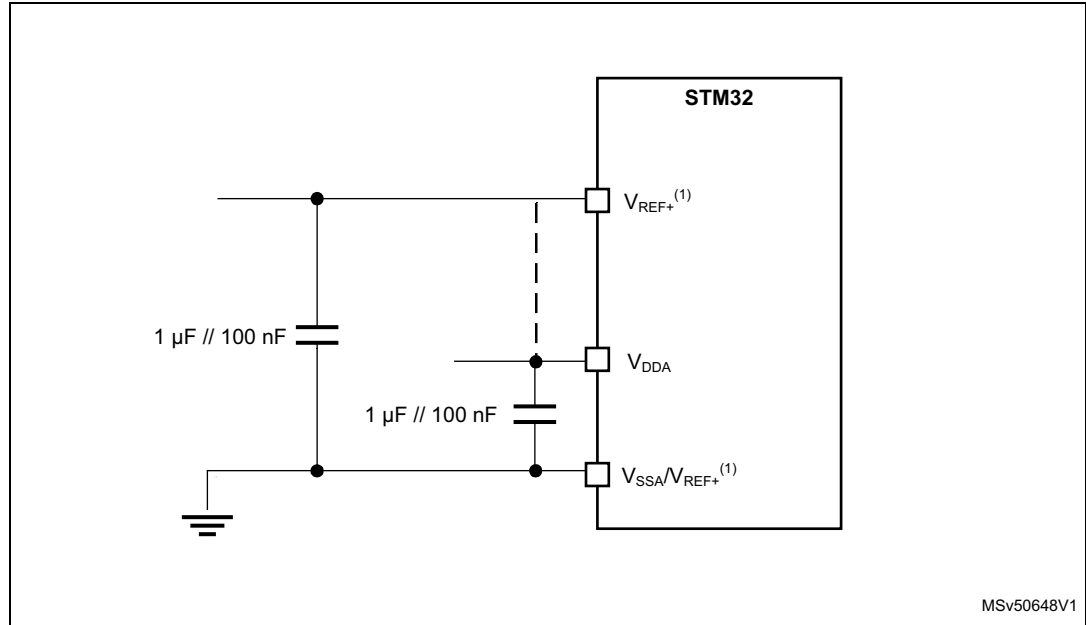 STM32
VREF+(1)
1 µF // 100 nF
VDDA
1 µF // 100 nF
VSSA/VREF+(1)
MSv50648V1